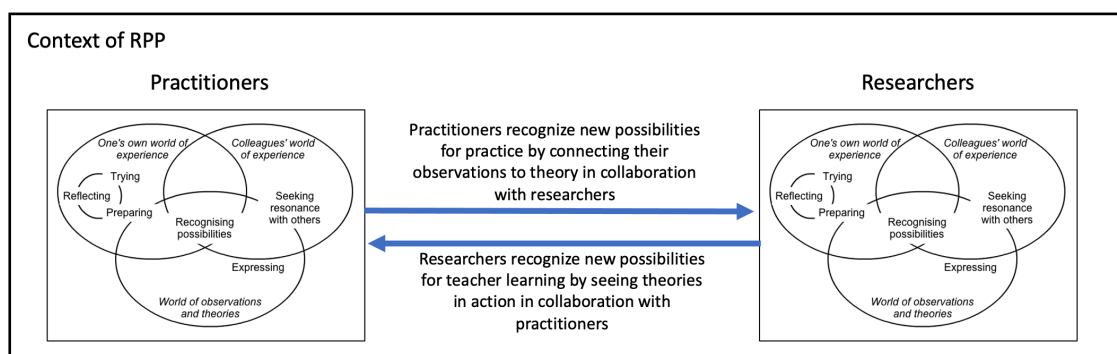 Context of RPP
Practitioners
One's own world of
experience
Colleagues' world
of experience
Trying
Reflecting
Preparing
Seeking
resonance
with others
Recognising
possibilities
Expressing
World of observations
and theories
Practitioners recognize new possibilities
for practice by connecting their
observations to theory in collaboration
with researchers
Researchers recognize new possibilities
for teacher learning by seeing theories
in action in collaboration with
practitioners
Researchers
One's own world of
experience
Colleagues' world
of experience
Trying
Reflecting
Preparing
Seeking
resonance
with others
Recognising
possibilities
Expressing
World of observations
and theories